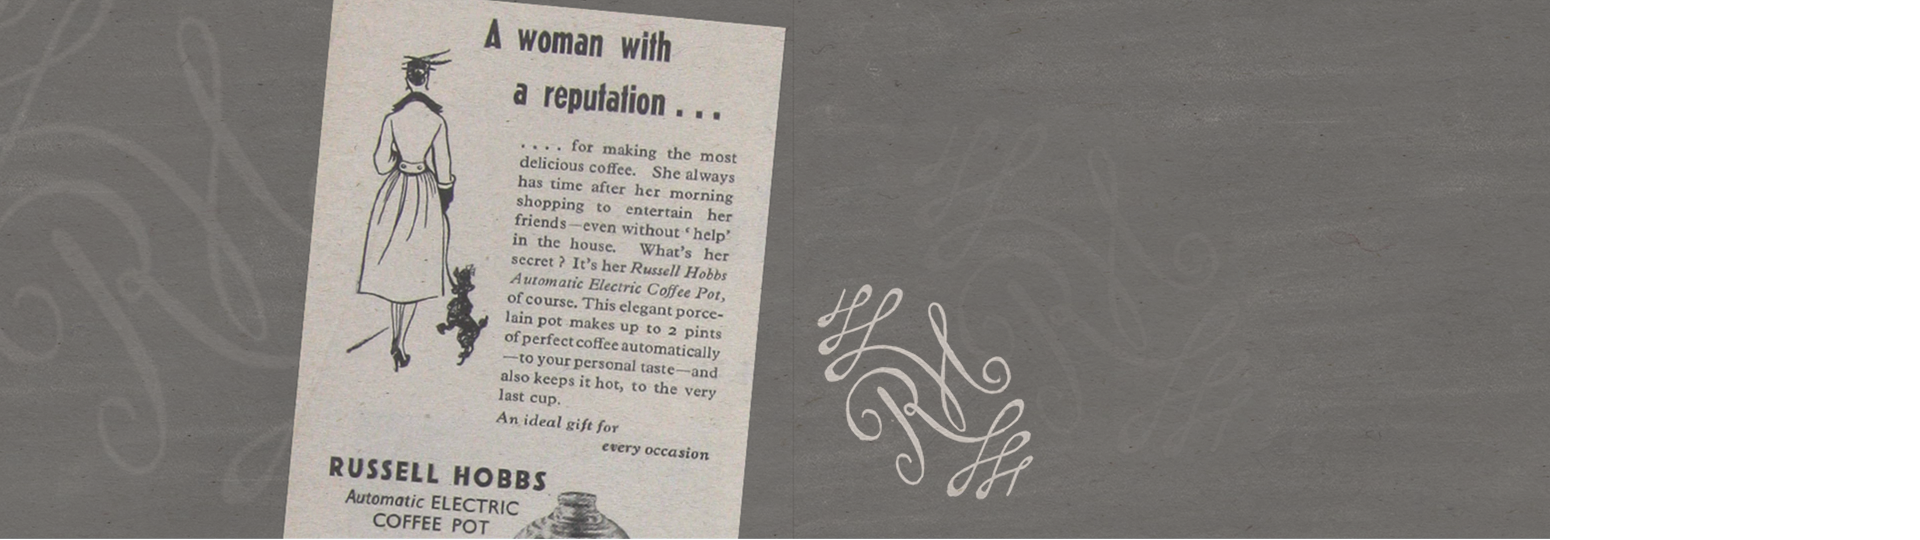 A woman with
a reputation . . .
. . . . for making the most
delicious coffee. She always
has time after her morning
shopping to entertain her
friends—even without ‘help’
in the house. What’s her
secret ? It’s her Russell Hobbs
Automatic Electric Coffee Pot,
of course. This elegant porce-
lain pot makes up to 2 pints
of perfect coffee automatically
—to your personal taste—and
also keeps it hot, to the very
last cup.
An ideal gift for
every occasion
RUSSELL HOBBS
Automatic ELECTRIC
COFFEE POT
RH